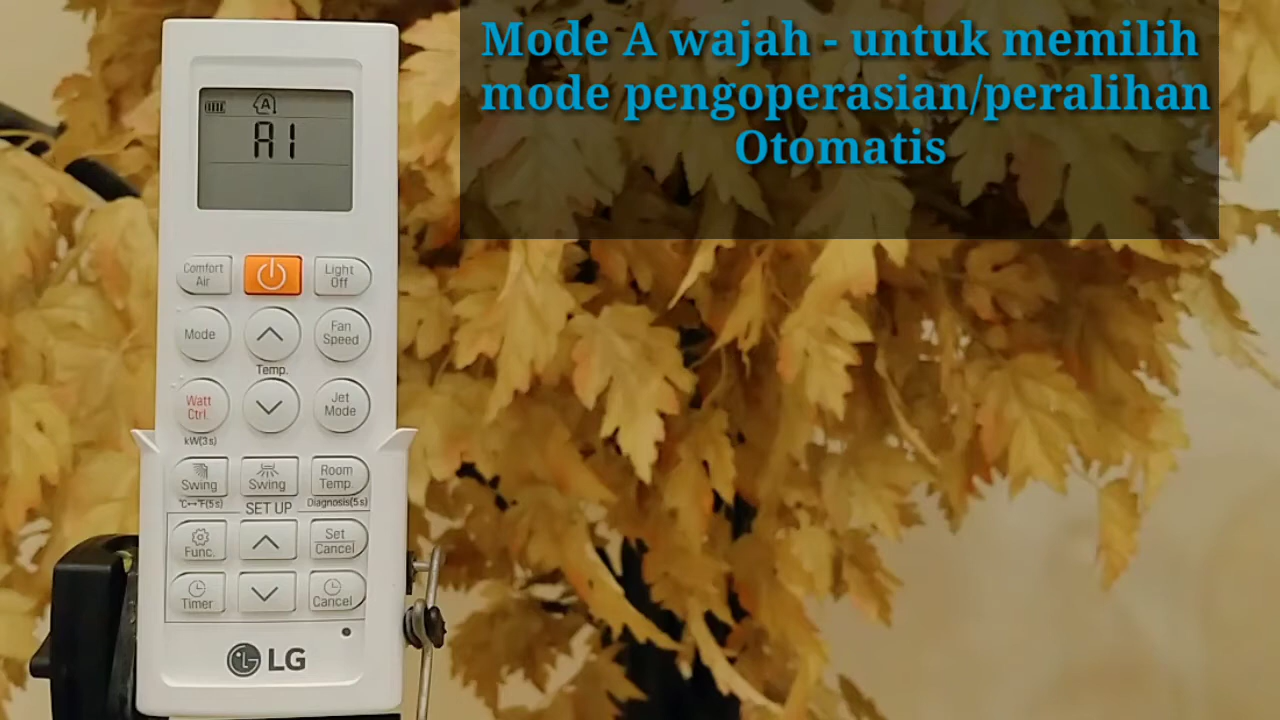 Mode A wajah - untuk memilih
mode pengoperasian/peralihan
Otomatis
A
A1
Comfort
Air
Light
Off
Mode
Fan
Speed
Temp.
Watt
Ctrl.
Jet
Mode
kW(3s)
Swing
Swing
Room
Temp.
°C↔°F(5s)
SET UP
Diagnosis(5s)
Func.
Set
Cancel
Timer
Cancel
LG